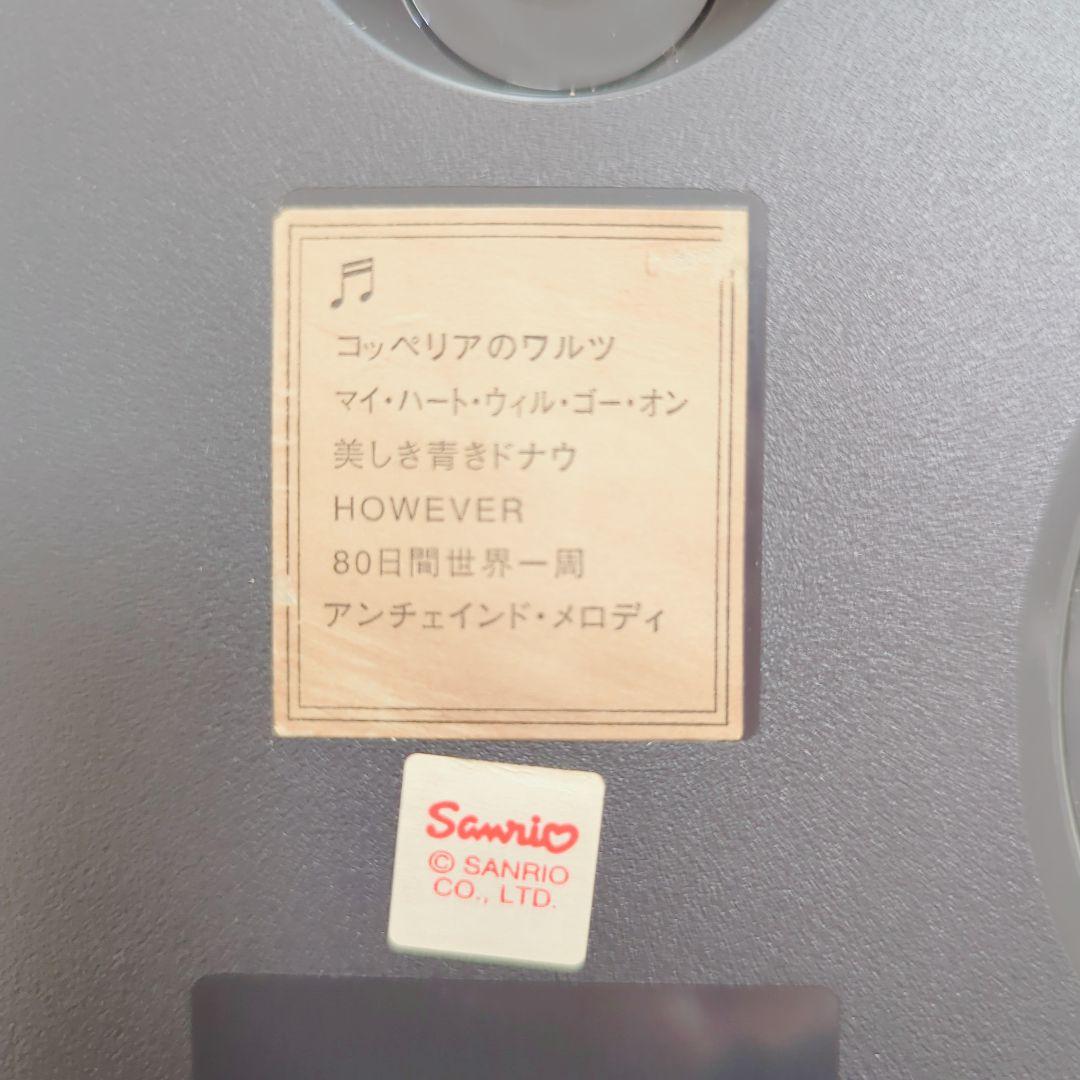 コッペリアのワルツ
マイ・ハート・ウィル・ゴー・オン
美しき青きドナウ
HOWEVER
80日間世界一周
アンチェインド・メロディ
Sanrio
© SANRIO
CO., LTD.